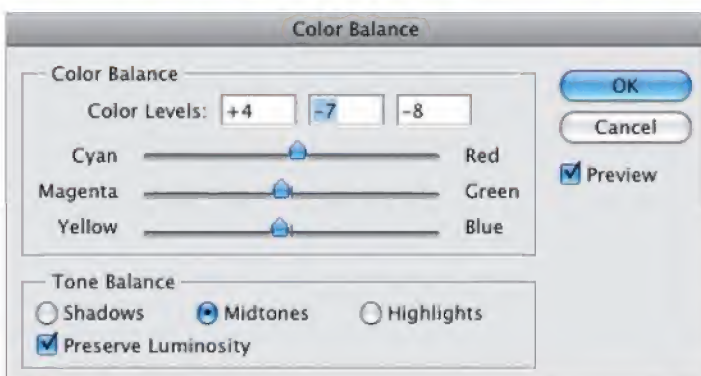 Color Balance
Color Balance
Color Levels: +4 -7 -8
Cyan Red
Magenta Green
Yellow Blue
Tone Balance
Shadows Midtones Highlights
Preserve Luminosity
OK
Cancel
Preview